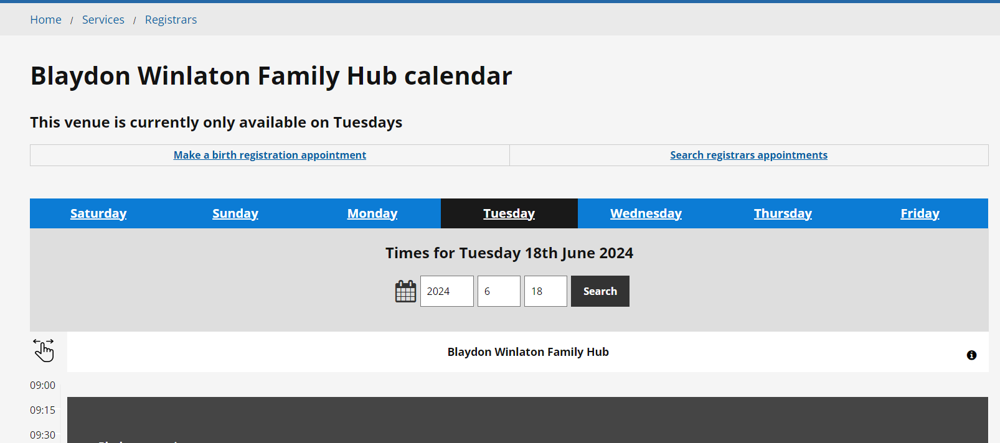 Home / Services / Registrars
Blaydon Winlaton Family Hub calendar
This venue is currently only available on Tuesdays
Make a birth registration appointment Search registrars appointments
Saturday Sunday Monday Tuesday Wednesday Thursday Friday
Times for Tuesday 18th June 2024
2024 6 18 Search
Blaydon Winlaton Family Hub
09:00
09:15
09:30